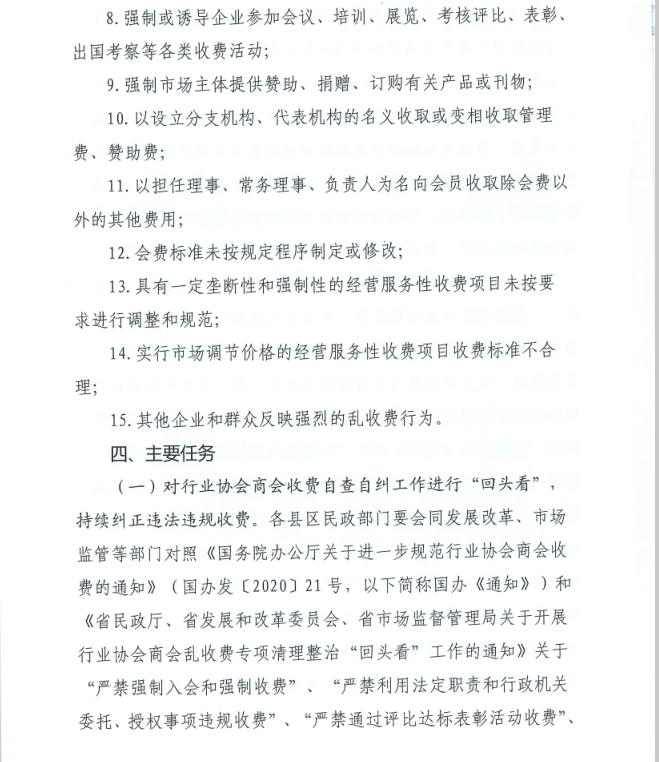 8. 强制或诱导企业参加会议、培训、展览、考核评比、表彰、
出国考察等各类收费活动；
9. 强制市场主体提供赞助、捐赠、订购有关产品或刊物；
10. 以设立分支机构、代表机构的名义收取或变相收取管理
费、赞助费；
11. 以担任理事、常务理事、负责人为名向会员收取除会费以
外的其他费用；
12. 会费标准未按规定程序制定或修改；
13. 具有一定垄断性和强制性的经营服务性收费项目未按要
求进行调整和规范；
14. 实行市场调节价格的经营服务性收费项目收费标准不合
理；
15. 其他企业和群众反映强烈的乱收费行为。
四、主要任务
（一）对行业协会商会收费自查自纠工作进行“回头看”，
持续纠正违法违规收费。各县区民政部门要会同发展改革、市场
监管等部门对照《国务院办公厅关于进一步规范行业协会商会收
费的通知》（国办发〔2020〕21号，以下简称国办《通知》）和
《省民政厅、省发展和改革委员会、省市场监督管理局关于开展
行业协会商会乱收费专项清理整治“回头看”工作的通知》关于
“严禁强制入会和强制收费”、“严禁利用法定职责和行政机关
委托、授权事项违规收费”、“严禁通过评比达标表彰活动收费”、